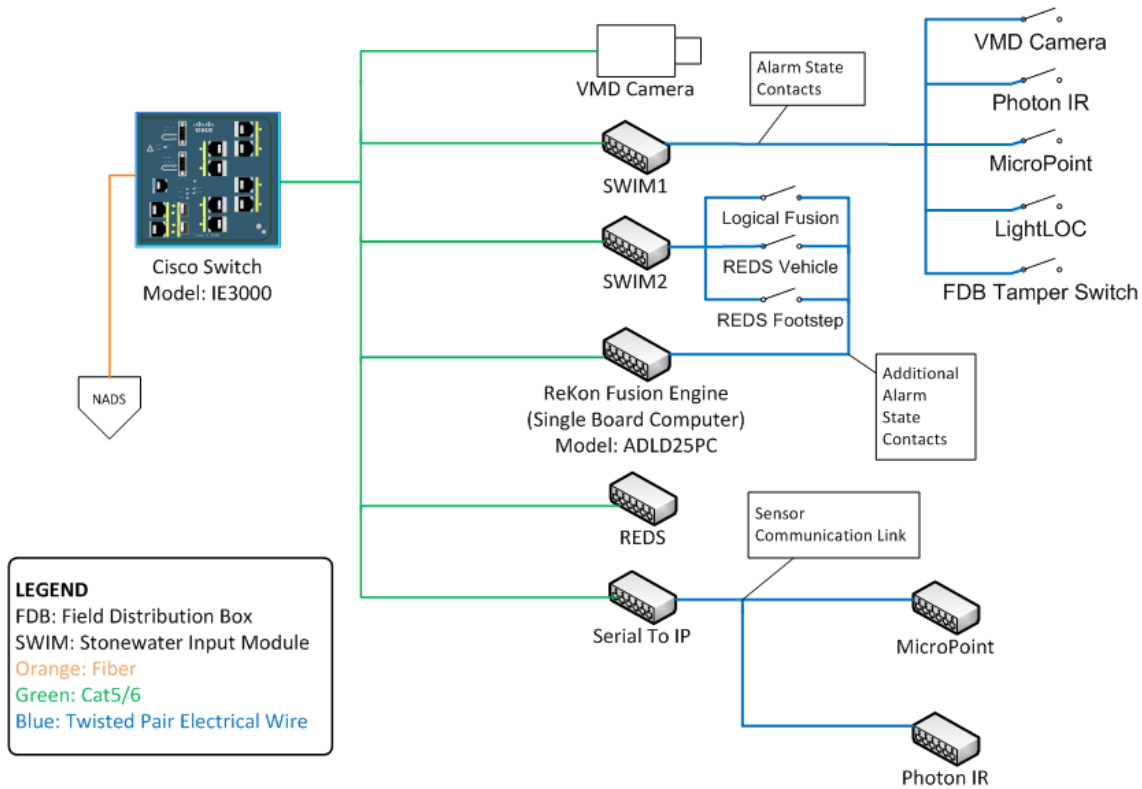 VMD Camera
Alarm State
Contacts
VMD Camera
Photon IR
MicroPoint
LightLOC
FDB Tamper Switch
CISCO
Cisco Switch
Model: IE3000
SWIM1
SWIM2
Logical Fusion
REDS Vehicle
REDS Footstep
NADS
ReKon Fusion Engine
(Single Board Computer)
Model: ADLD25PC
Additional
Alarm
State
Contacts
REDS
Sensor
Communication Link
Serial To IP
MicroPoint
Photon IR
LEGEND
FDB: Field Distribution Box
SWIM: Stonewater Input Module
Orange: Fiber
Green: Cat5/6
Blue: Twisted Pair Electrical Wire